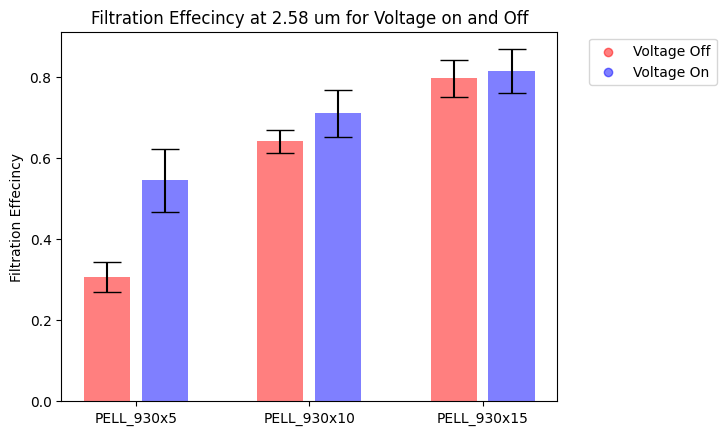 Filtration Effecincy at 2.58 um for Voltage on and Off
Voltage Off
Voltage On
Filtration Effecincy
0.8
0.6
0.4
0.2
0.0
PELL_930x5
PELL_930x10
PELL_930x15